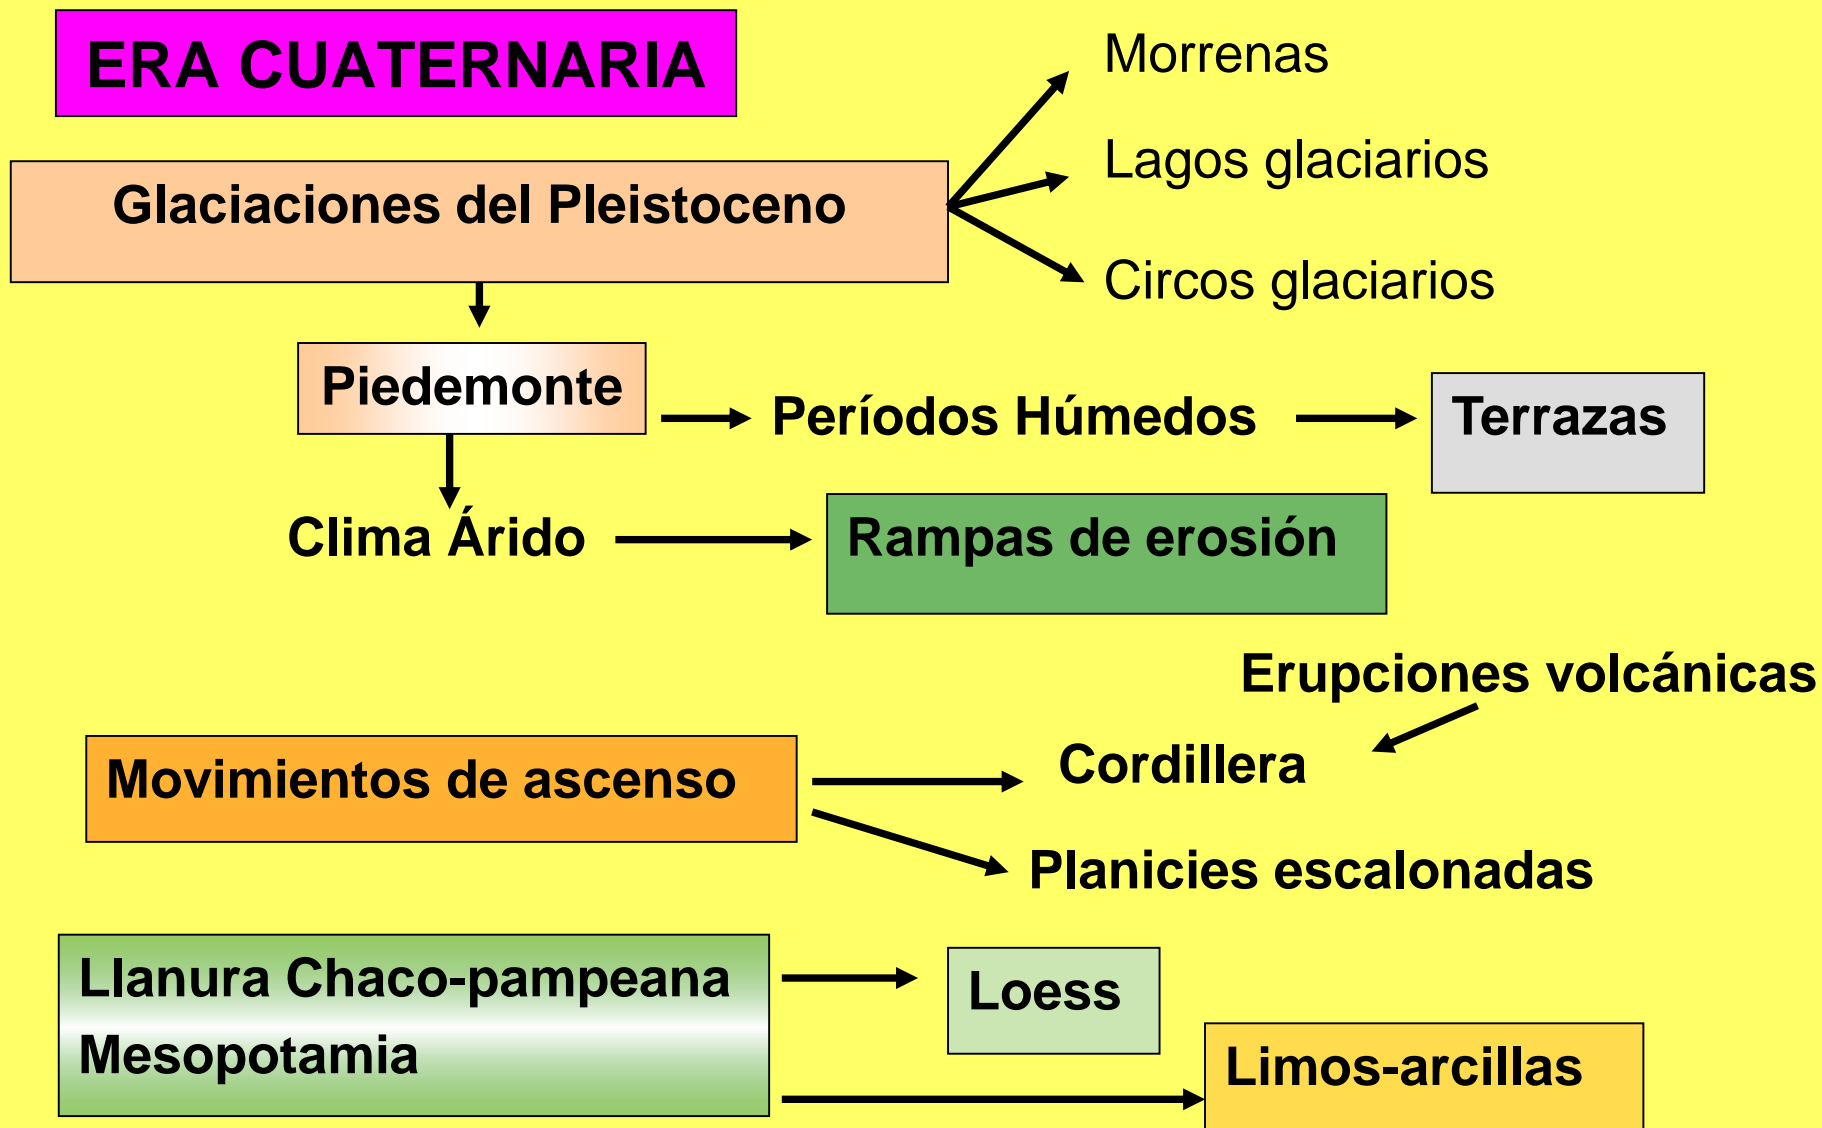 ERA CUATERNARIA
Morrenas
Lagos glaciarios
Glaciaciones del Pleistoceno
Circos glaciarios
Piedemonte
Períodos Húmedos
Terrazas
Clima Árido
Rampas de erosión
Erupciones volcánicas
Movimientos de ascenso
Cordillera
Planicies escalonadas
Llanura Chaco-pampeana
Mesopotamia
Loess
Limos-arcillas